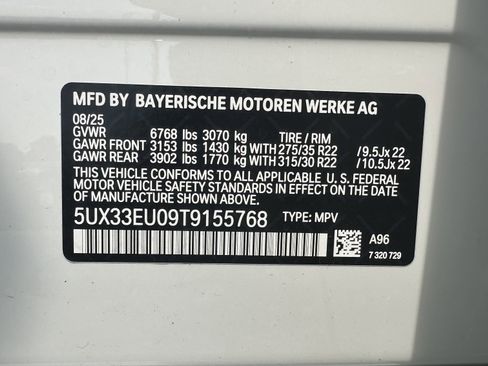 MFD BY BAYERISCHE MOTOREN WERKE AG
08/25
GVWR 6768 lbs 3070 kg TIRE / RIM
GAWR FRONT 3153 lbs 1430 KG WITH 275/35 R22 /9.5Jx 22
GAWR REAR 3902 lbs 1770 KG WITH 315/30 R22 /10.5Jx 22
THIS VEHICLE CONFORMS TO ALL APPLICABLE U. S. FEDERAL
MOTOR VEHICLE SAFETY STANDARDS IN EFFECT
ON THE DATE OF MANUFACTURE SHOWN ABOVE.
5UX33EU09T9155768 TYPE: MPV
A96
7 320 729